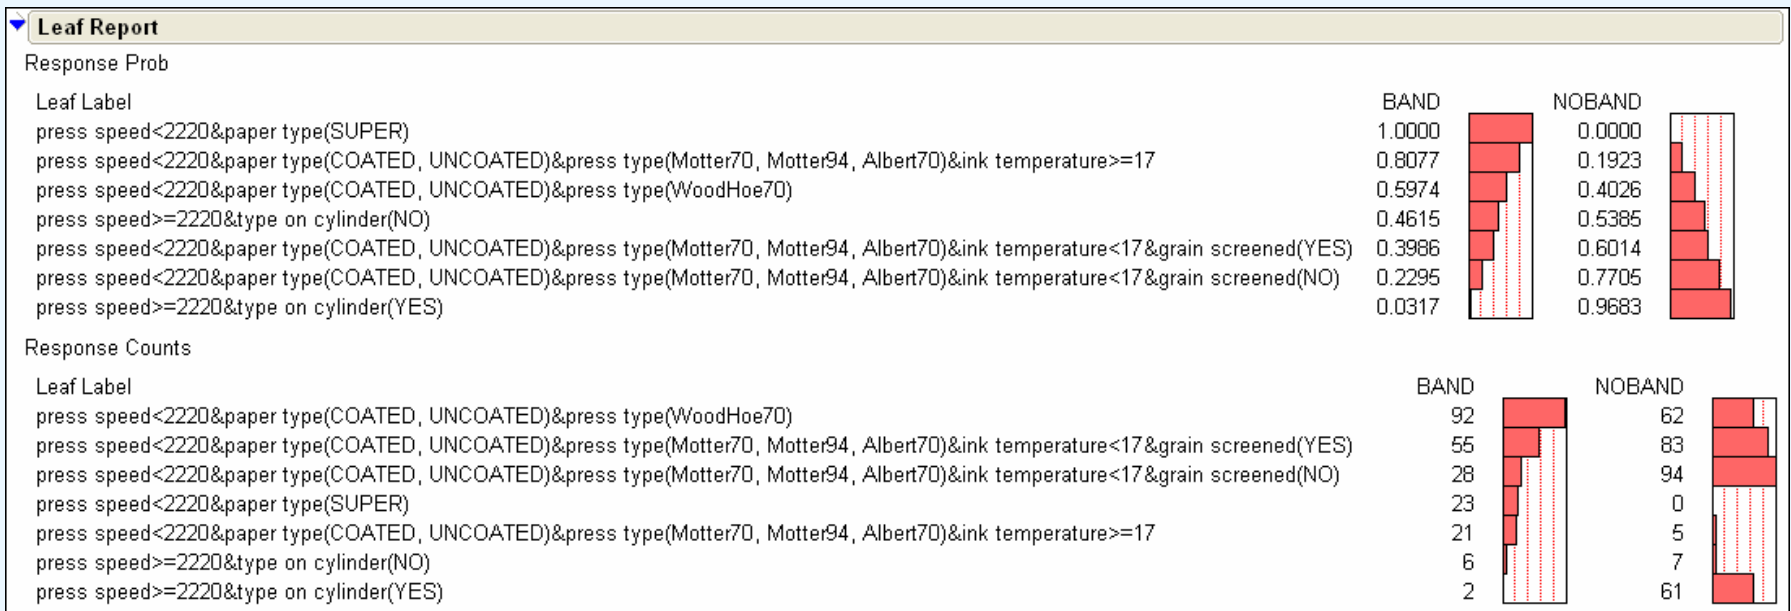 Leaf Report
Response Prob
Leaf Label BAND NOBAND
press speed<2220&paper type(SUPER) 1.0000 0.0000
press speed<2220&paper type(COATED, UNCOATED)&press type(Motter70, Motter94, Albert70)&ink temperature>=17 0.8077 0.1923
press speed<2220&paper type(COATED, UNCOATED)&press type(WoodHoe70) 0.5974 0.4026
press speed>=2220&type on cylinder(NO) 0.4615 0.5385
press speed<2220&paper type(COATED, UNCOATED)&press type(Motter70, Motter94, Albert70)&ink temperature<17&grain screened(YES) 0.3986 0.6014
press speed<2220&paper type(COATED, UNCOATED)&press type(Motter70, Motter94, Albert70)&ink temperature<17&grain screened(NO) 0.2295 0.7705
press speed>=2220&type on cylinder(YES) 0.0317 0.9683
Response Counts
Leaf Label BAND NOBAND
press speed<2220&paper type(COATED, UNCOATED)&press type(WoodHoe70) 92 62
press speed<2220&paper type(COATED, UNCOATED)&press type(Motter70, Motter94, Albert70)&ink temperature<17&grain screened(YES) 55 83
press speed<2220&paper type(COATED, UNCOATED)&press type(Motter70, Motter94, Albert70)&ink temperature<17&grain screened(NO) 28 94
press speed<2220&paper type(SUPER) 23 0
press speed<2220&paper type(COATED, UNCOATED)&press type(Motter70, Motter94, Albert70)&ink temperature>=17 21 5
press speed>=2220&type on cylinder(NO) 6 7
press speed>=2220&type on cylinder(YES) 2 61